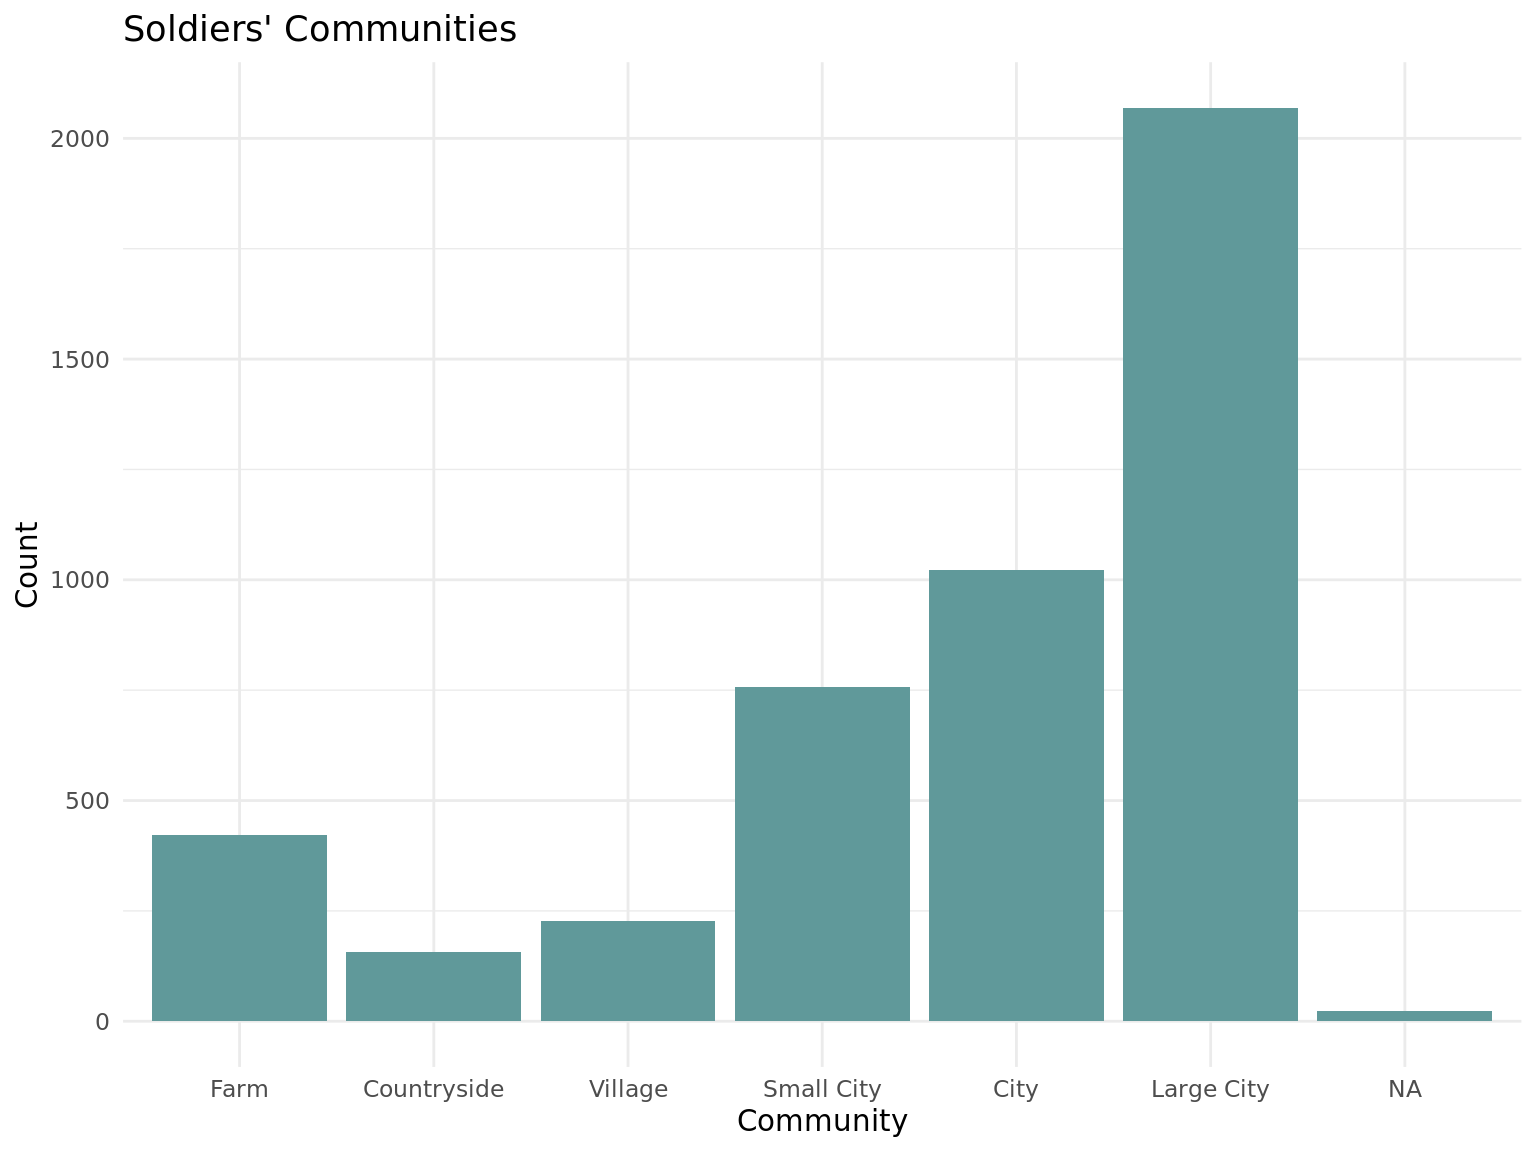 Soldiers' Communities
Count
2000
1500
1000
500
0
Farm Countryside Village Small City City Large City NA
Community